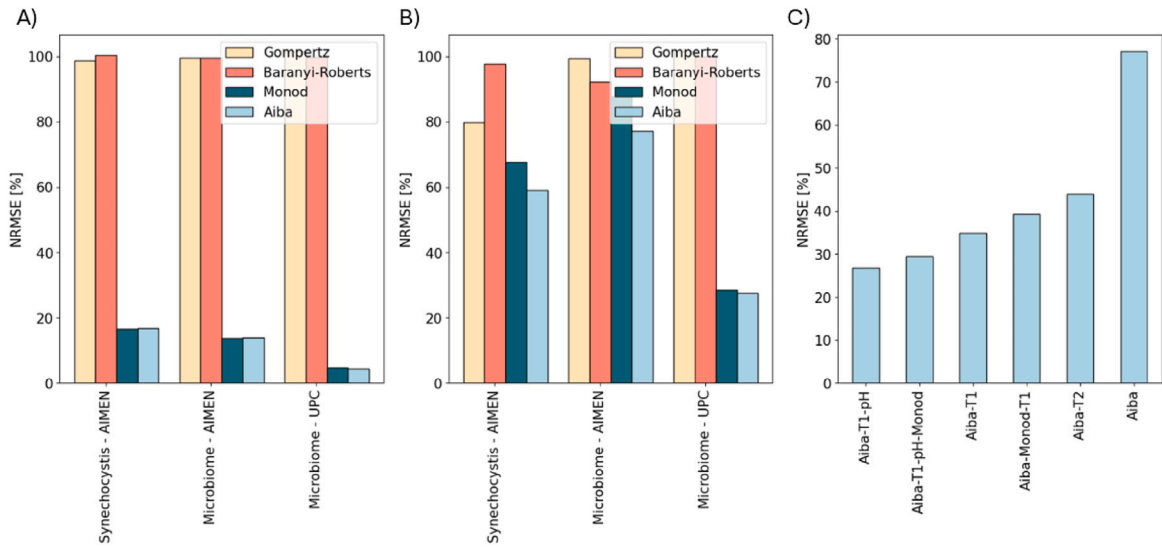 A)
NRMSE [%]
100
80
60
40
20
0
Gompertz
Baranyi-Roberts
Monod
Aiba
Synechocystis - AIMEN
Microbiome - AIMEN
Microbiome - UPC
B)
NRMSE [%]
100
80
60
40
20
0
Gompertz
Baranyi-Roberts
Monod
Aiba
Synechocystis - AIMEN
Microbiome - AIMEN
Microbiome - UPC
C)
NRMSE [%]
80
70
60
50
40
30
20
10
0
Aiba-T1-pH
Aiba-T1-pH-Monod
Aiba-T1
Aiba-Monod-T1
Aiba-T2
Aiba